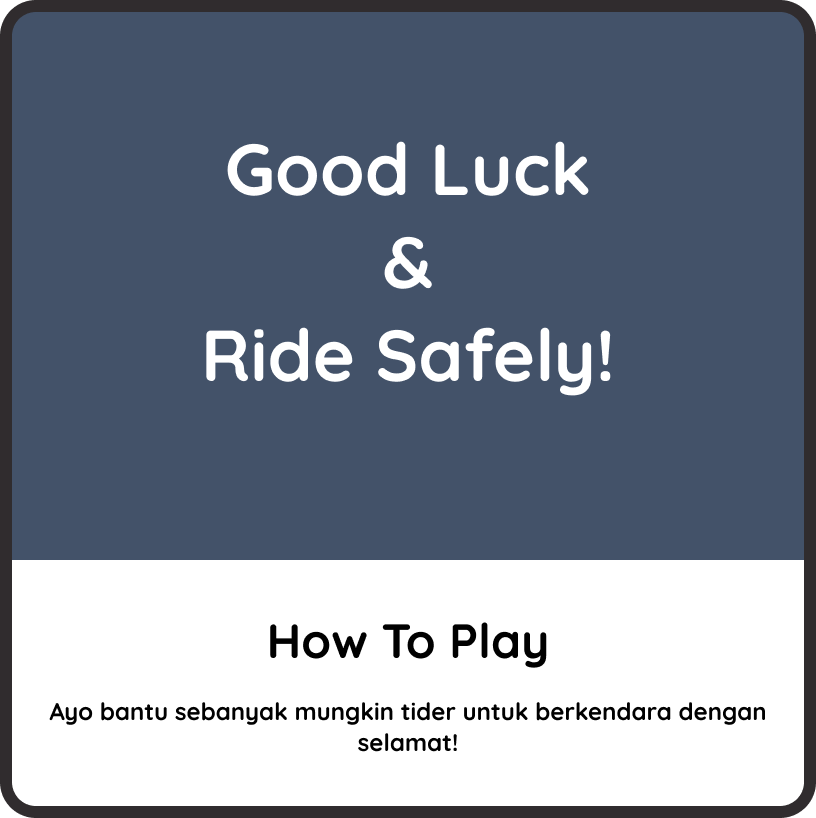 Good Luck
&
Ride Safely!
How To Play
Ayo bantu sebanyak mungkin tider untuk berkendara dengan
selamat!